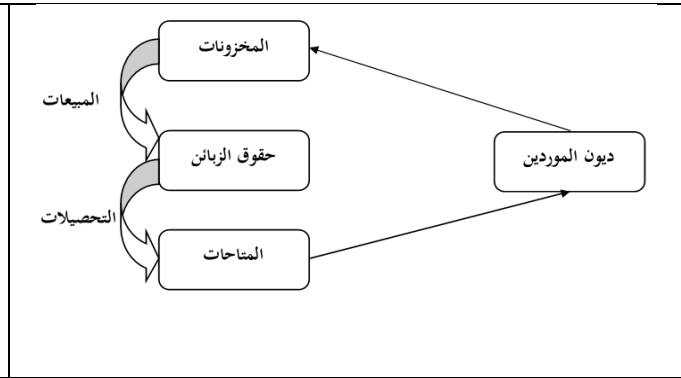 المخزونات
المبيعات
حقوق الزبائن
ديون الموردين
التحصيلات
المتاحات